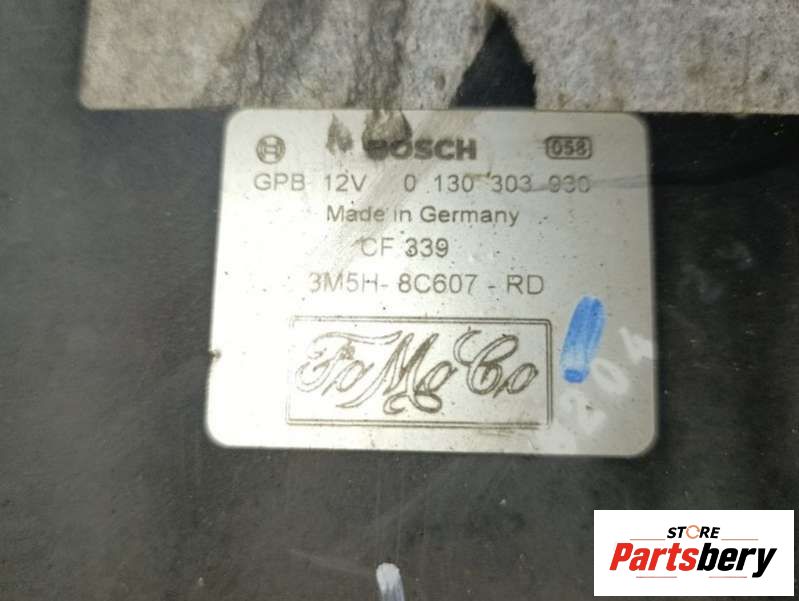 BOSCH 058
GPB 12V 0 130 303 930
Made in Germany
CF 339
3M5H- 8C607 - RD
FoMoCo
204
STORE
Partsbery